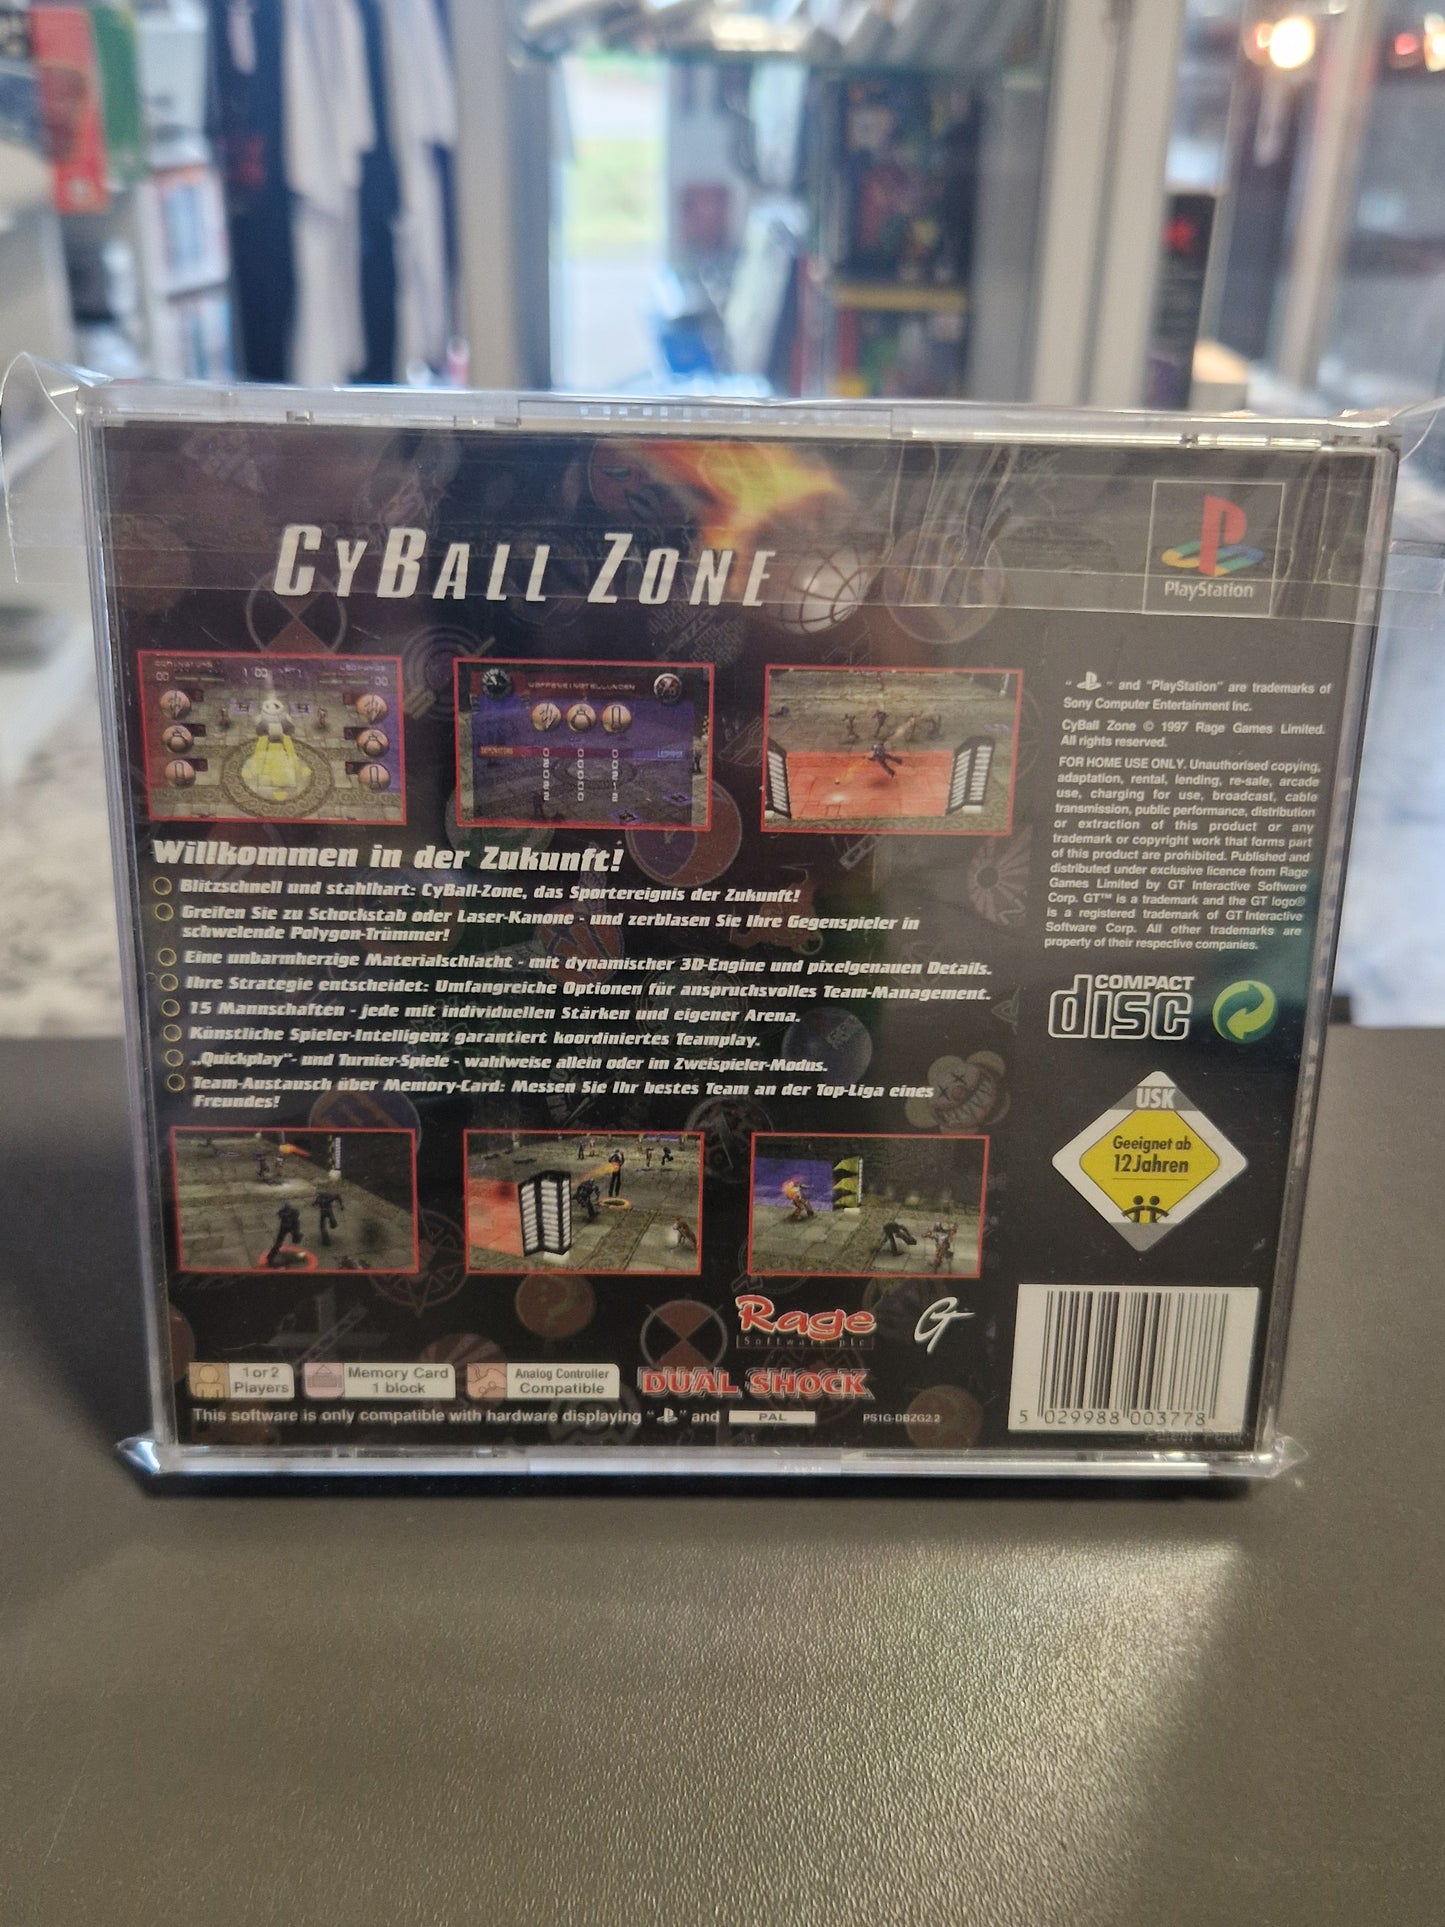 CYBALL ZONE
PlayStation
WAFFENEINSTELLUNGEN
" " and "PlayStation" are trademarks of
Sony Computer Entertainment Inc.
CyBall Zone © 1997 Rage Games Limited.
All rights reserved.
FOR HOME USE ONLY. Unauthorised copying,
adaptation, rental, lending, re-sale, arcade
use, charging for use, broadcast, cable
transmission, public performance, distribution
or extraction of this product or any
trademark or copyright work that forms part
of this product are prohibited. Published and
distributed under exclusive licence from Rage
Games Limited by GT Interactive Software
Corp. GT™ is a trademark and the GT logo®
is a registered trademark of GT Interactive
Software Corp. All other trademarks are
property of their respective companies.
Willkommen in der Zukunft!
Blitzschnell und stahlhart: CyBall-Zone, das Sportereignis der Zukunft!
Greifen Sie zu Schockstab oder Laser-Kanone - und zerblasen Sie Ihre Gegenspieler in
schwelende Polygon-Trümmer!
Eine unbarmherzige Materialschlacht - mit dynamischer 3D-Engine und pixelgenauen Details.
Ihre Strategie entscheidet: Umfangreiche Optionen für anspruchsvolles Team-Management.
15 Mannschaften - jede mit individuellen Stärken und eigener Arena.
Künstliche Spieler-Intelligenz garantiert koordiniertes Teamplay.
„Quickplay"- und Turnier-Spiele - wahlweise allein oder im Zweispieler-Modus.
Team-Austausch über Memory-Card: Messen Sie Ihr bestes Team an der Top-Liga eines
Freundes!
COMPACT
disc
USK
Geeignet ab
12 Jahren
Rage
Software plc
GT
1 or 2
Players
Memory Card
1 block
Analog Controller
Compatible
DUAL SHOCK
This software is only compatible with hardware displaying " " and PAL
PS1G-DBZG2.2
5 029988 003778